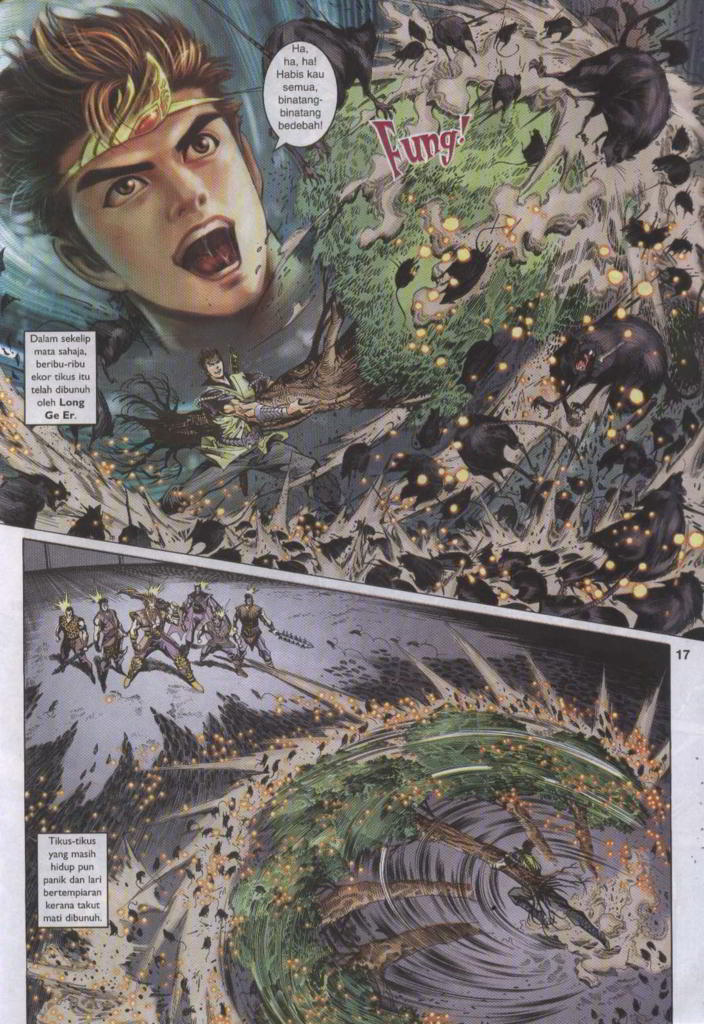 Ha,
ha, ha!
Habis kau
semua,
binatang-
binatang
bedebah!
Fung!
Dalam sekelip
mata sahaja,
beribu-ribu
ekor tikus itu
telah dibunuh
oleh Long
Ge Er.
17
Tikus-tikus
yang masih
hidup pun
panik dan lari
bertempiaran
kerana takut
mati dibunuh.